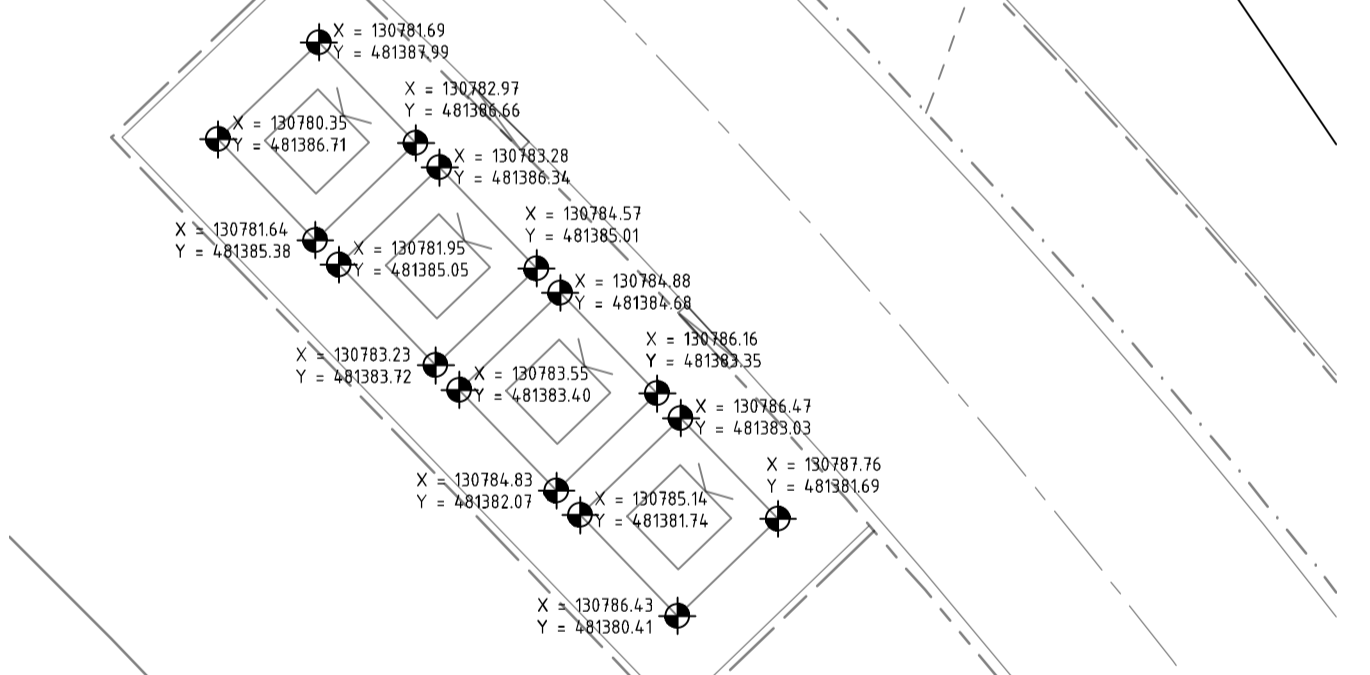 X = 130781.69
Y = 481387.99
X = 130782.97
Y = 481386.66
X = 130780.35
Y = 481386.71
X = 130783.28
Y = 481386.34
X = 130784.57
Y = 481385.01
X = 130781.64
Y = 481385.38
X = 130781.95
Y = 481385.05
X = 130784.88
Y = 481384.68
X = 130786.16
Y = 481383.35
X = 130783.23
Y = 481383.72
X = 130783.55
Y = 481383.40
X = 130786.47
Y = 481383.03
X = 130787.76
Y = 481381.69
X = 130784.83
Y = 481382.07
X = 130785.14
Y = 481381.74
X = 130786.43
Y = 481380.41